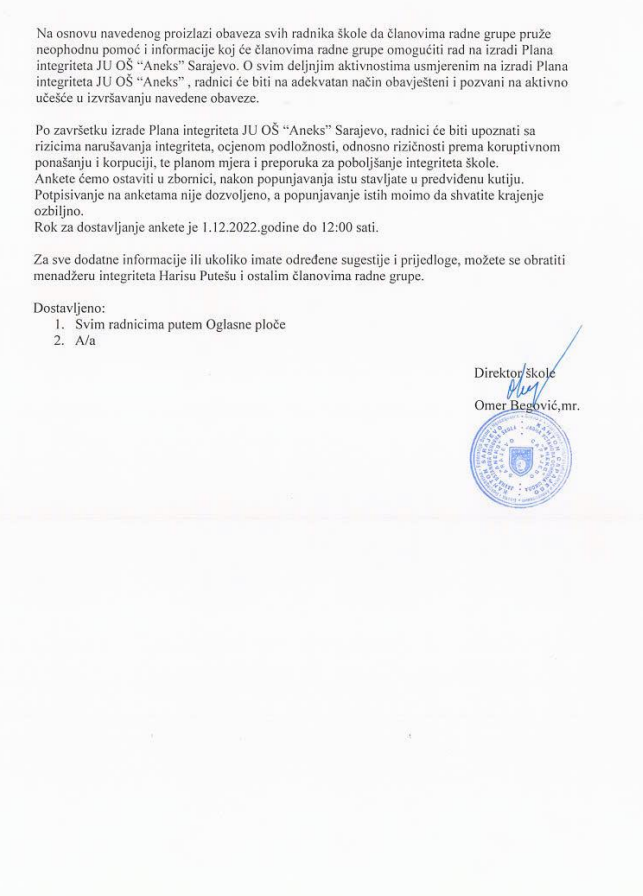 Na osnovu navedenog proizlazi obaveza svih radnika škole da članovima radne grupe pruže
neophodnu pomoć i informacije koj će članovima radne grupe omogućiti rad na izradi Plana
integriteta JU OŠ “Aneks” Sarajevo. O svim deljnjim aktivnostima usmjerenim na izradi Plana
integriteta JU OŠ “Aneks” , radnici će biti na adekvatan način obavješteni i pozvani na aktivno
učešće u izvršavanju navedene obaveze.
Po završetku izrade Plana integriteta JU OŠ “Aneks” Sarajevo, radnici će biti upoznati sa
rizicima narušavanja integriteta, ocjenom podložnosti, odnosno rizičnosti prema koruptivnom
ponašanju i korpuciji, te planom mjera i preporuka za poboljšanje integriteta škole.
Ankete ćemo ostaviti u zbornici, nakon popunjavanja istu stavljate u predviđenu kutiju.
Potpisivanje na anketama nije dozvoljeno, a popunjavanje istih moimo da shvatite krajenje
ozbiljno.
Rok za dostavljanje ankete je 1.12.2022.godine do 12:00 sati.
Za sve dodatne informacije ili ukoliko imate određene sugestije i prijedloge, možete se obratiti
menadžeru integriteta Harisu Putešu i ostalim članovima radne grupe.
Dostavljeno:
1. Svim radnicima putem Oglasne ploče
2. A/a
Direktor škole
Omer Begović,mr.